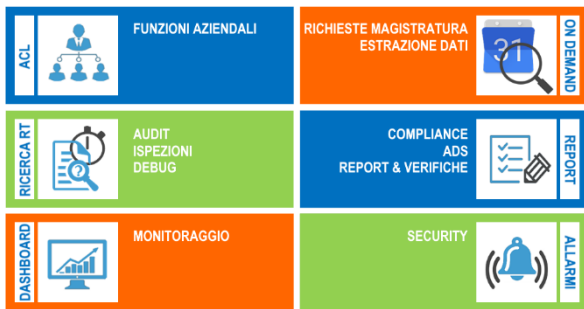 ACL
FUNZIONI AZIENDALI
RICHIESTE MAGISTRATURA
ESTRAZIONE DATI
31
ON DEMAND
RICERCA RT
?
AUDIT
ISPEZIONI
DEBUG
COMPLIANCE
ADS
REPORT & VERIFICHE
REPORT
DASHBOARD
MONITORAGGIO
SECURITY
ALLARMI